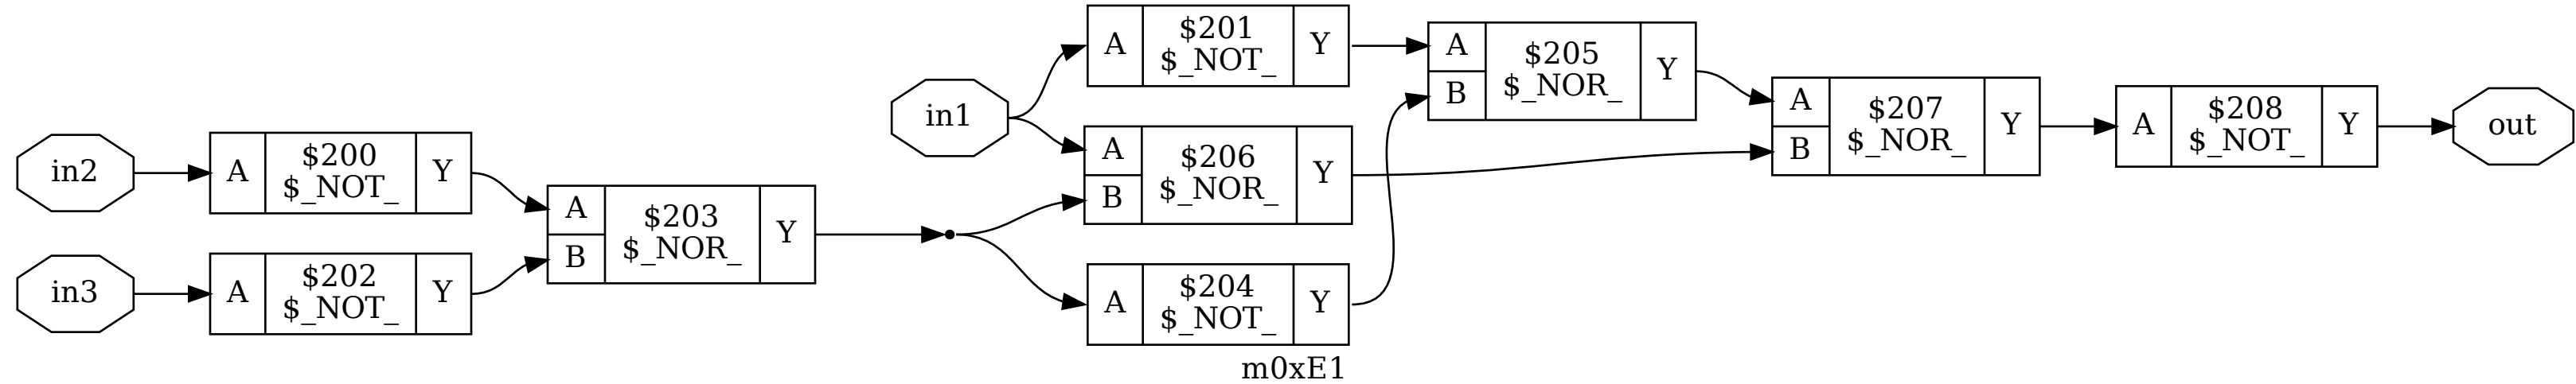 in2
in3
A
$200
$_NOT_
Y
A
$202
$_NOT_
Y
A
B
$203
$_NOR_
Y
in1
A
$201
$_NOT_
Y
A
B
$206
$_NOR_
Y
A
$204
$_NOT_
Y
A
B
$205
$_NOR_
Y
A
B
$207
$_NOR_
Y
A
$208
$_NOT_
Y
out
m0xE1